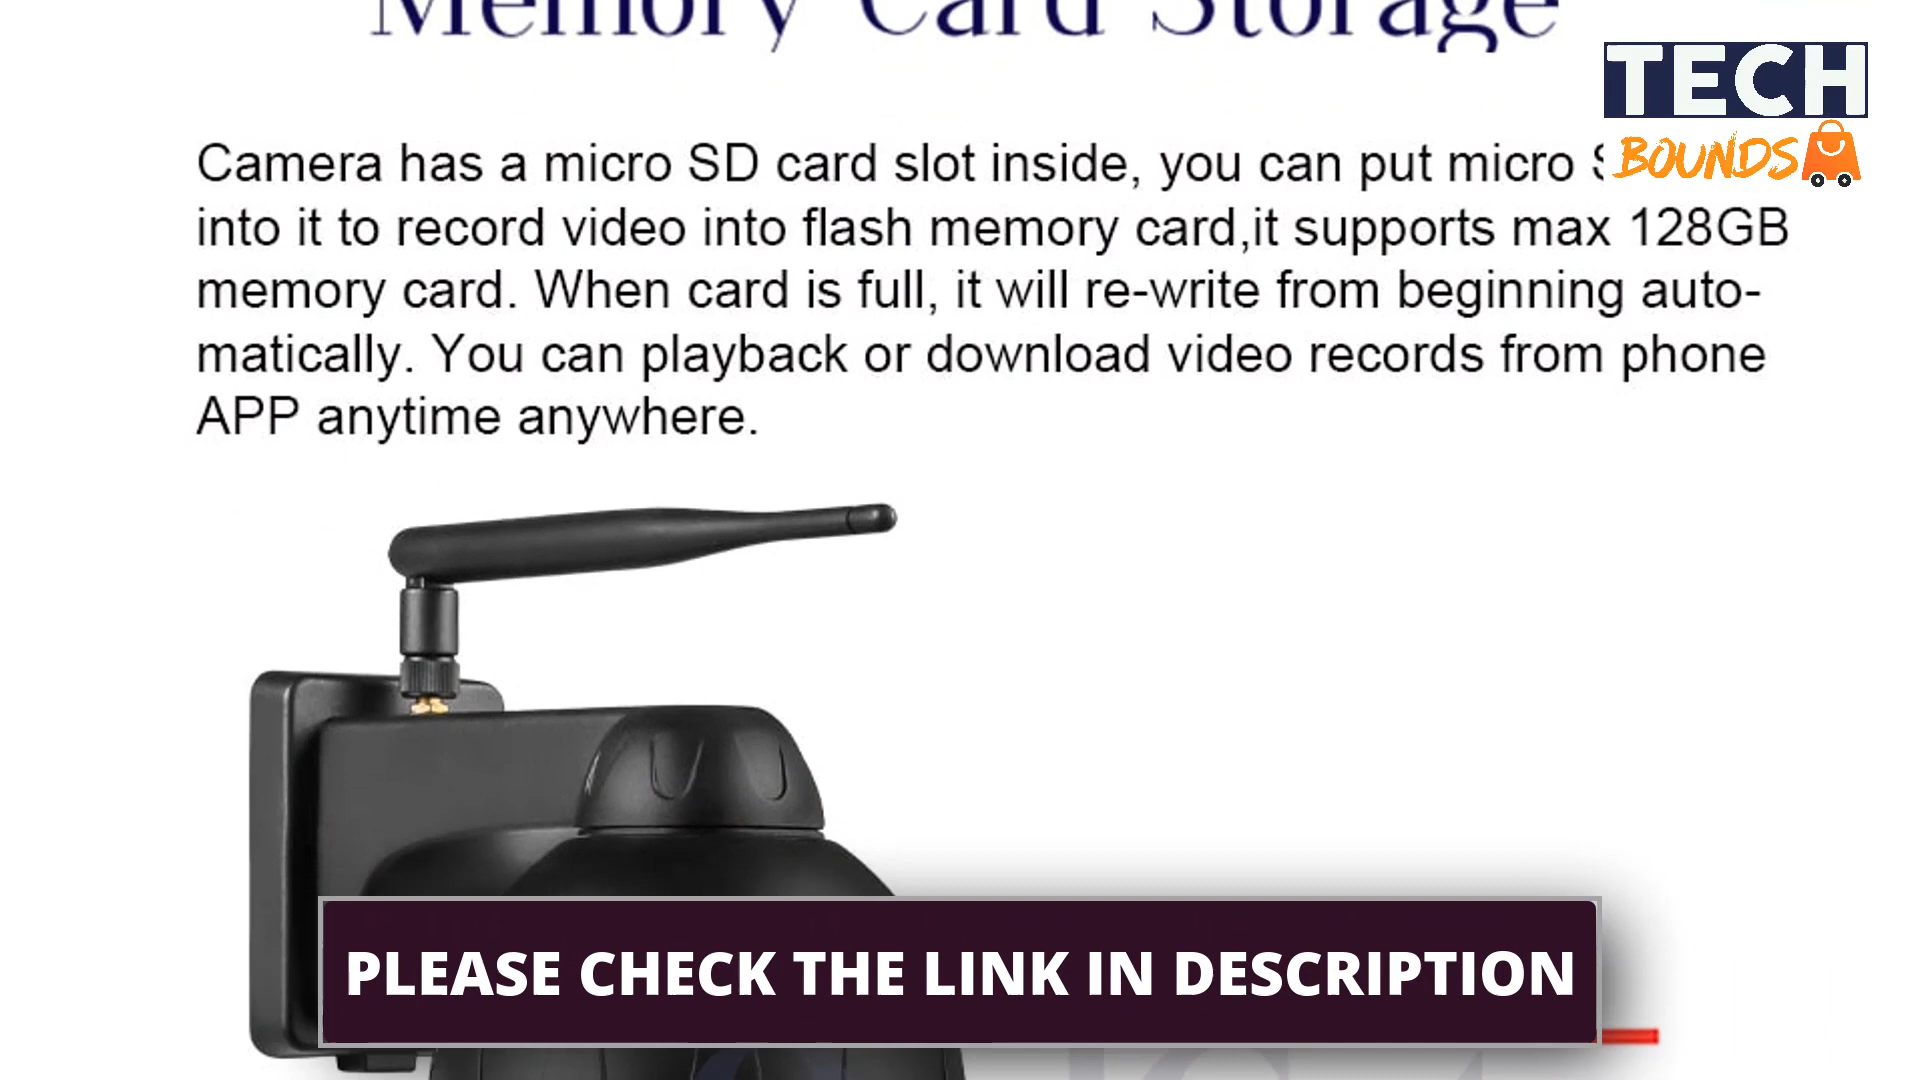 Memory Card Storage
TECH
BOUNDS
Camera has a micro SD card slot inside, you can put micro
into it to record video into flash memory card,it supports max 128GB
memory card. When card is full, it will re-write from beginning auto-
matically. You can playback or download video records from phone
APP anytime anywhere.
PLEASE CHECK THE LINK IN DESCRIPTION